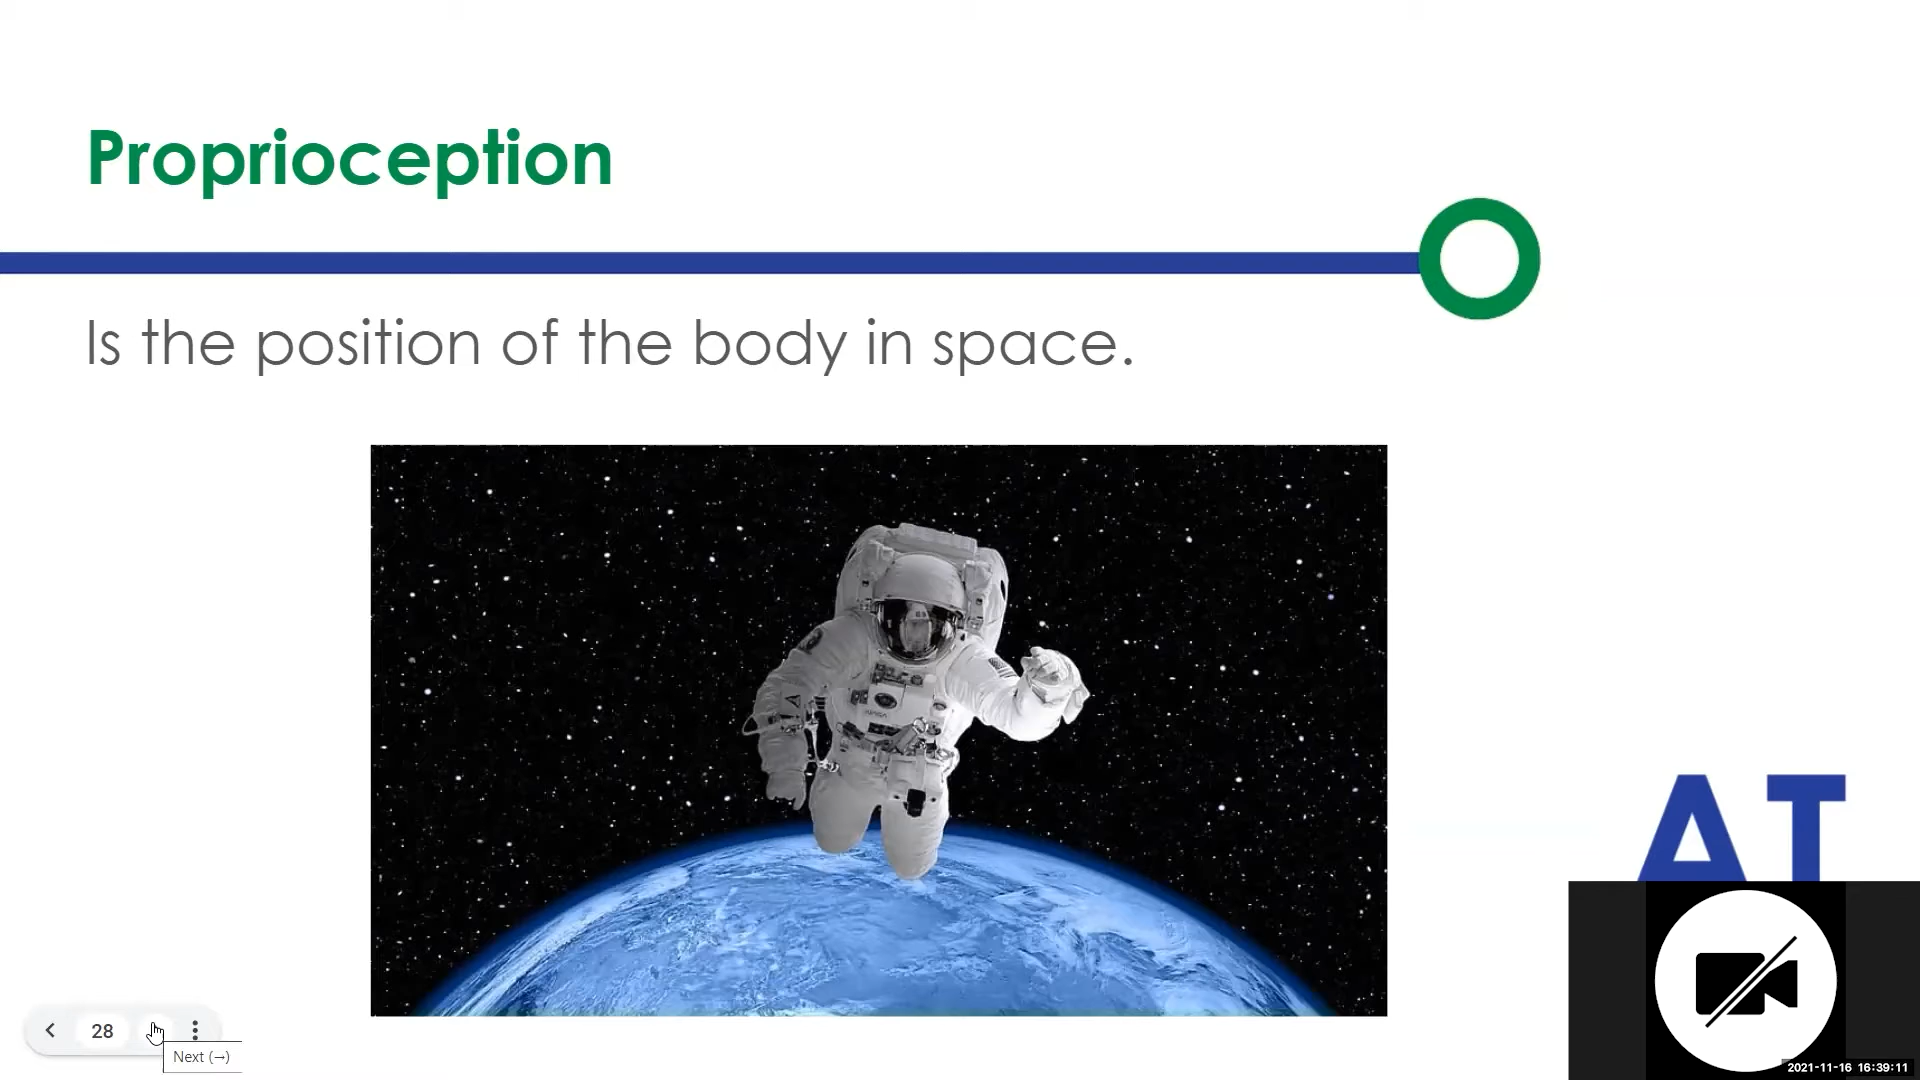 Proprioception
Is the position of the body in space.
AT
28
Next (→)
2021-11-16 16:39:11